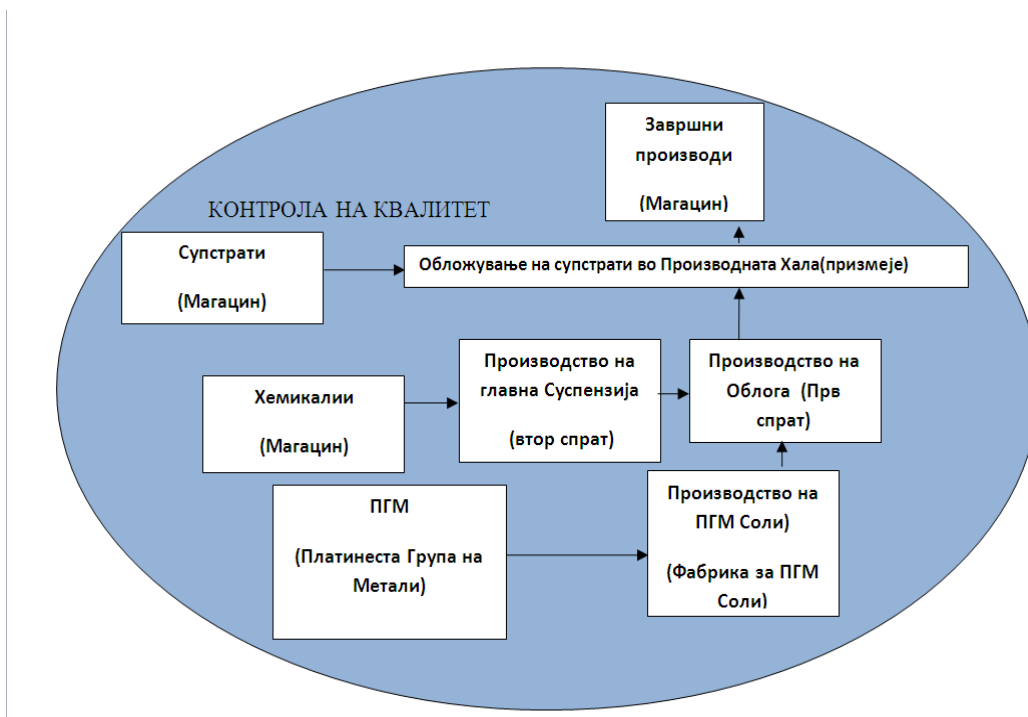 Завршни
производи
(Магацин)
КОНТРОЛА НА КВАЛИТЕТ
Супстрати
(Магацин)
Обложување на супстрати во Производната Хала(призмеје)
Производство на
главна Суспензија
(втор спрат)
Производство на
Облога (Прв
спрат)
Хемикалии
(Магацин)
ПГМ
(Платинеста Група на
Метали)
Производство на
ПГМ Соли)
(Фабрика за ПГМ
Соли)